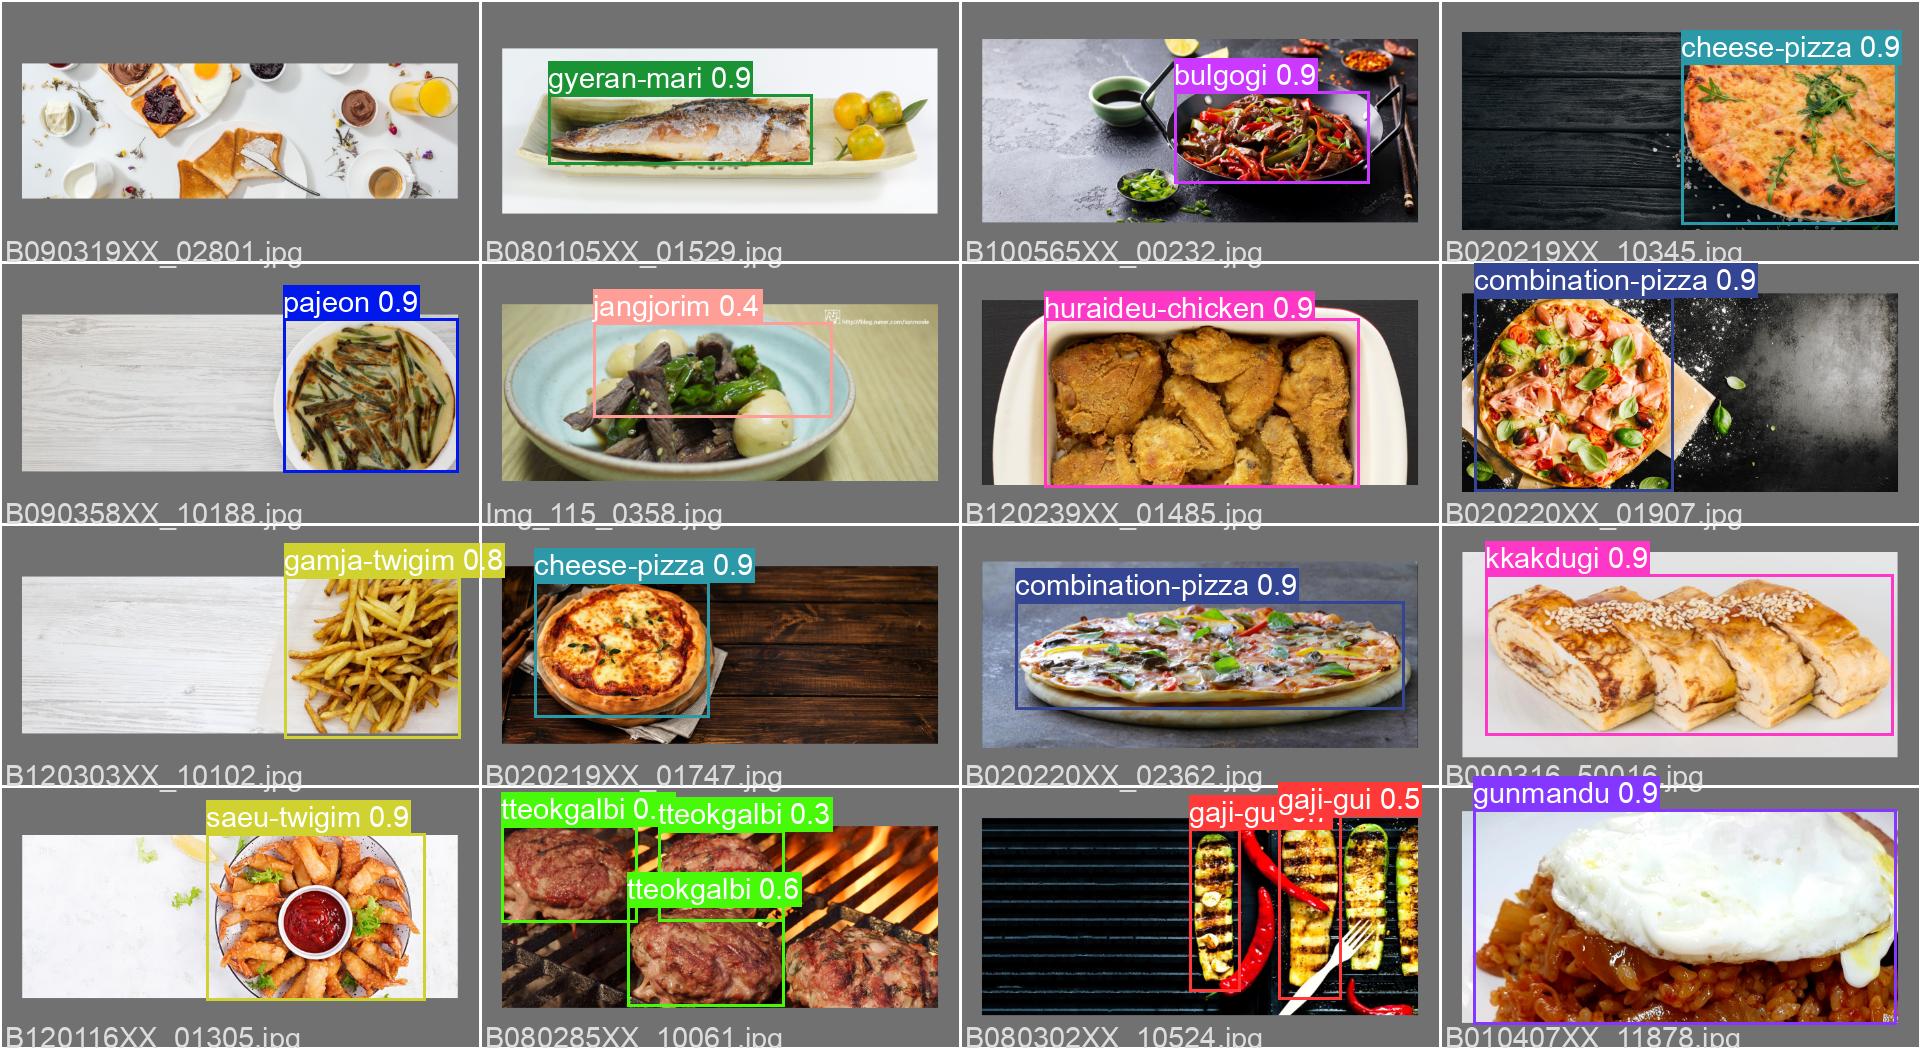 B090319XX_02801.jpg
gyeran-mari 0.9
B080105XX_01529.jpg
bulgogi 0.9
B100565XX_00232.jpg
cheese-pizza 0.9
B020219XX_10345.jpg
pajeon 0.9
B090358XX_10188.jpg
jangjorim 0.4
Img_115_0358.jpg
huraideu-chicken 0.9
B120239XX_01485.jpg
combination-pizza 0.9
B020220XX_01907.jpg
gamja-twigim 0.8
B120303XX_10102.jpg
cheese-pizza 0.9
B020219XX_01747.jpg
combination-pizza 0.9
B020220XX_02362.jpg
kkakdugi 0.9
B090316_50016.jpg
saeu-twigim 0.9
B120116XX_01305.jpg
tteokgalbi 0.
tteokgalbi 0.3
tteokgalbi 0.6
B080285XX_10061.jpg
gaji-gu
gaji-gui 0.5
B080302XX_10524.jpg
gunmandu 0.9
B010407XX_11878.jpg